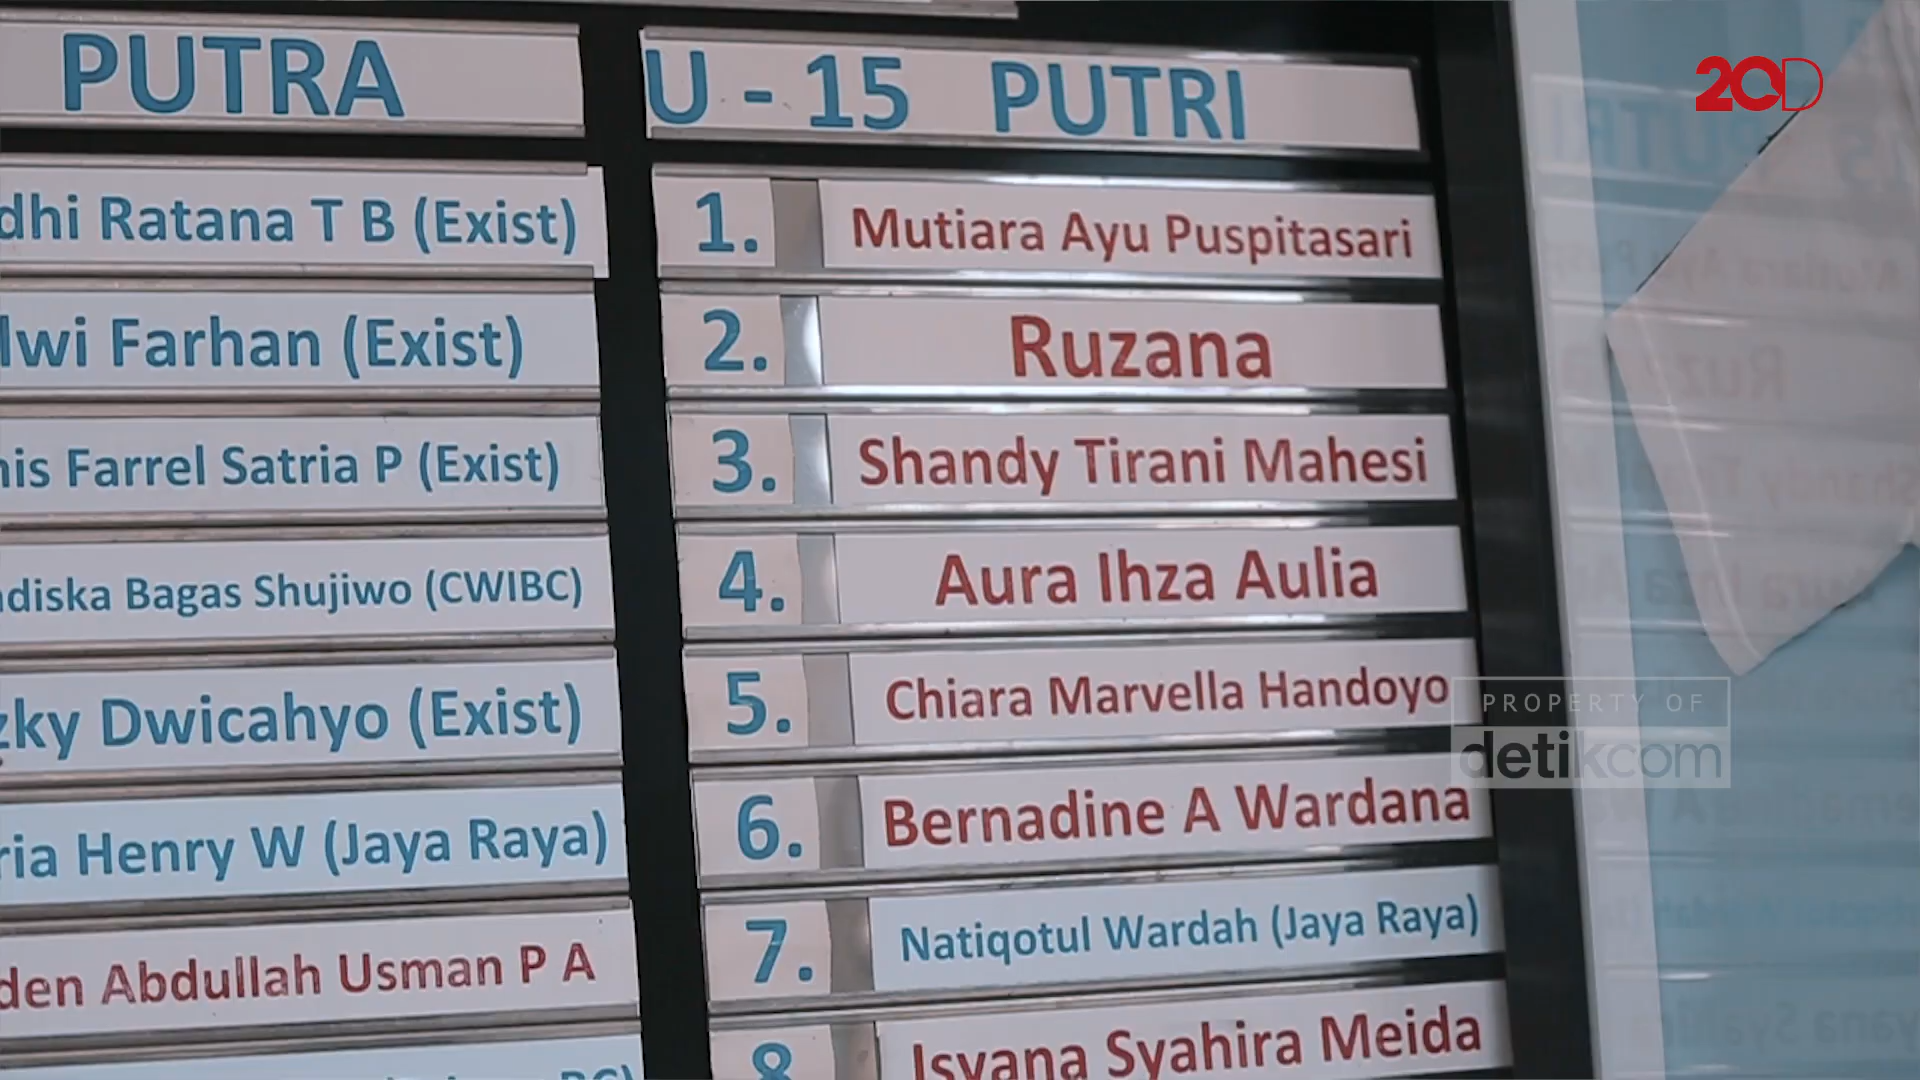 PUTRA
dhi Ratana T B (Exist)
lwi Farhan (Exist)
nis Farrel Satria P (Exist)
diska Bagas Shujiwo (CWIBC)
zky Dwicahyo (Exist)
ria Henry W (Jaya Raya)
den Abdullah Usman P A
U - 15 PUTRI
1. Mutiara Ayu Puspitasari
2. Ruzana
3. Shandy Tirani Mahesi
4. Aura Ihza Aulia
5. Chiara Marvella Handoyo
6. Bernadine A Wardana
7. Natiqotul Wardah (Jaya Raya)
8. Isyana Syahira Meida
20D
PROPERTY OF
detikcom